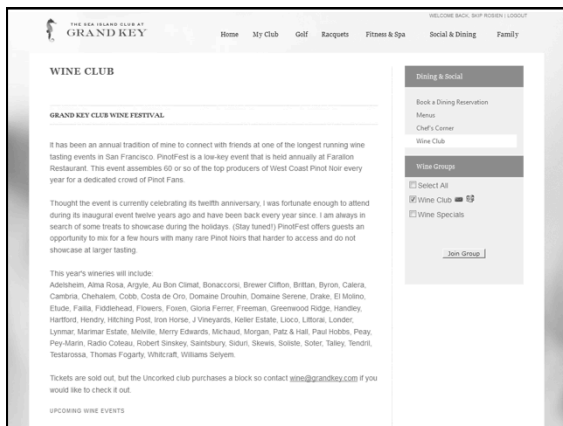 WELCOME BACK, SKIP ROSIEN | LOGOUT
THE SEA ISLAND CLUB AT
GRAND KEY
Home My Club Golf Racquets Fitness & Spa Social & Dining Family
WINE CLUB
GRAND KEY CLUB WINE FESTIVAL
It has been an annual tradition of mine to connect with friends at one of the longest running wine
tasting events in San Francisco. PinotFest is a low-key event that is held annually at Farallon
Restaurant. This event assembles 60 or so of the top producers of West Coast Pinot Noir every
year for a dedicated crowd of Pinot Fans.
Thought the event is currently celebrating its twelfth anniversary, I was fortunate enough to attend
during its inaugural event twelve years ago and have been back every year since. I am always in
search of some treats to showcase during the holidays. (Stay tuned!) PinotFest offers guests an
opportunity to mix for a few hours with many rare Pinot Noirs that harder to access and do not
showcase at larger tasting.
This year's wineries will include:
Adelsheim, Alma Rosa, Argyle, Au Bon Climat, Bonaccorsi, Brewer Clifton, Brittan, Byron, Calera,
Cambria, Chehalem, Cobb, Costa de Oro, Domaine Drouhin, Domaine Serene, Drake, El Molino,
Etude, Failla, Fiddlehead, Flowers, Foxen, Gloria Ferrer, Freeman, Greenwood Ridge, Handley,
Hartford, Hendry, Hitching Post, Iron Horse, J Vineyards, Keller Estate, Lioco, Littorai, Londer,
Lynmar, Marimar Estate, Melville, Merry Edwards, Michaud, Morgan, Patz & Hall, Paul Hobbs, Peay,
Pey-Marin, Radio Coteau, Robert Sinskey, Saintsbury, Siduri, Skewis, Soliste, Soter, Talley, Tendril,
Testarossa, Thomas Fogarty, Whitcraft, Williams Selyem.
Tickets are sold out, but the Uncorked club purchases a block so contact wine@grandkey.com if you
would like to check it out.
UPCOMING WINE EVENTS
Dining & Social
Book a Dining Reservation
Menus
Chef's Corner
Wine Club
Wine Groups
Select All
Wine Club
Wine Specials
Join Group